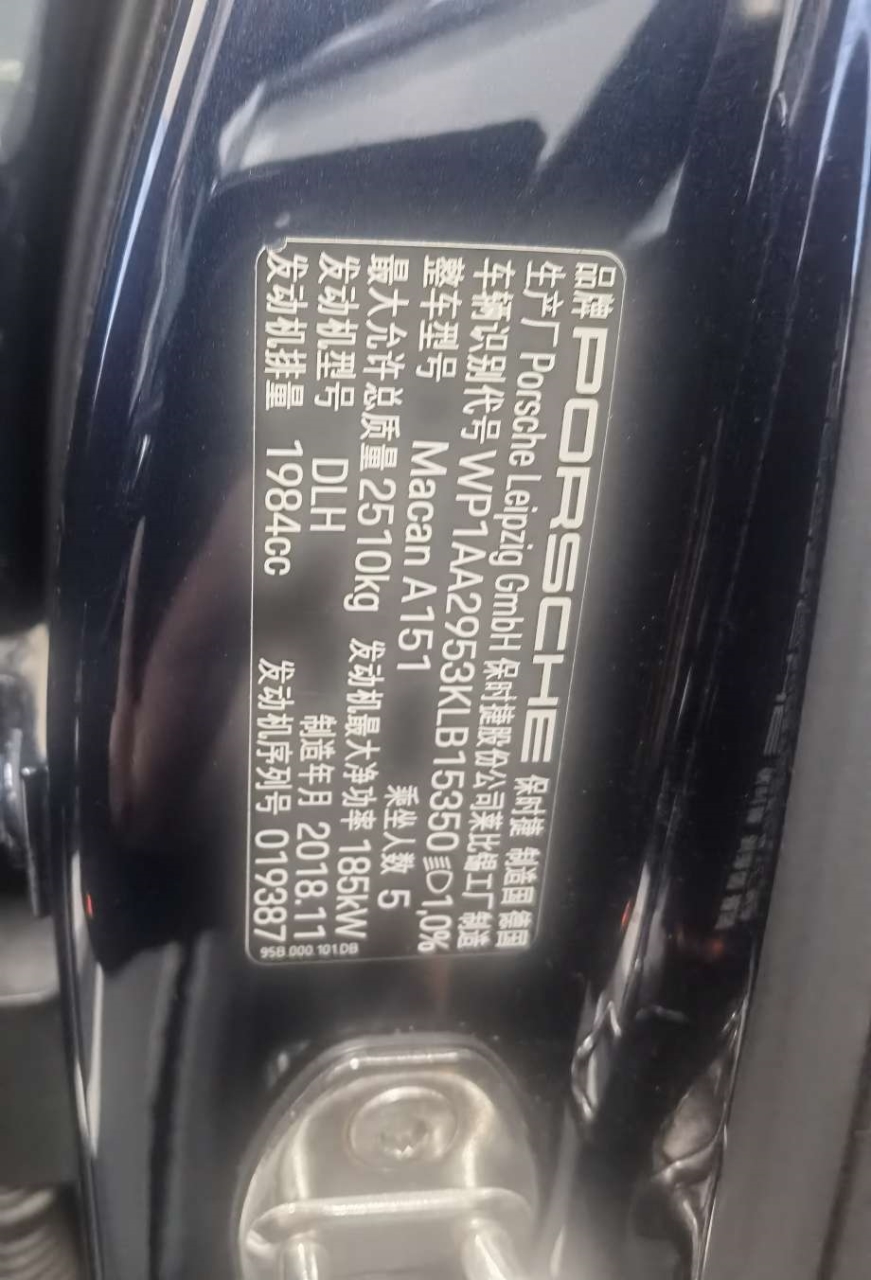 品牌 PORSCHE 保时捷 制造国 德国
生产厂 Porsche Leipzig GmbH 保时捷股份公司莱比锡工厂 制造
车辆识别代号 WP1AA2953KLB15350 1,0%
整车型号 Macan A151 乘坐人数 5
最大允许总质量 2510kg 发动机最大净功率 185kW
发动机型号 DLH 制造年月 2018.11
发动机排量 1984cc 发动机序列号 019387
95B.000.101.DB